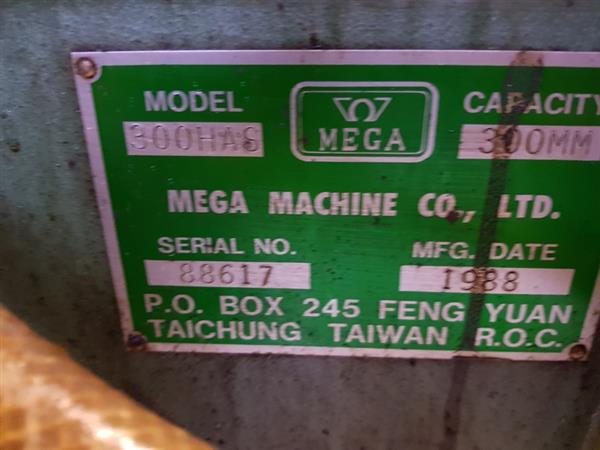 MODEL CAPACITY
300HAS MEGA 300MM
MEGA MACHINE CO., LTD.
SERIAL NO. MFG. DATE
88617 1988
P.O. BOX 245 FENG YUAN
TAICHUNG TAIWAN R.O.C.